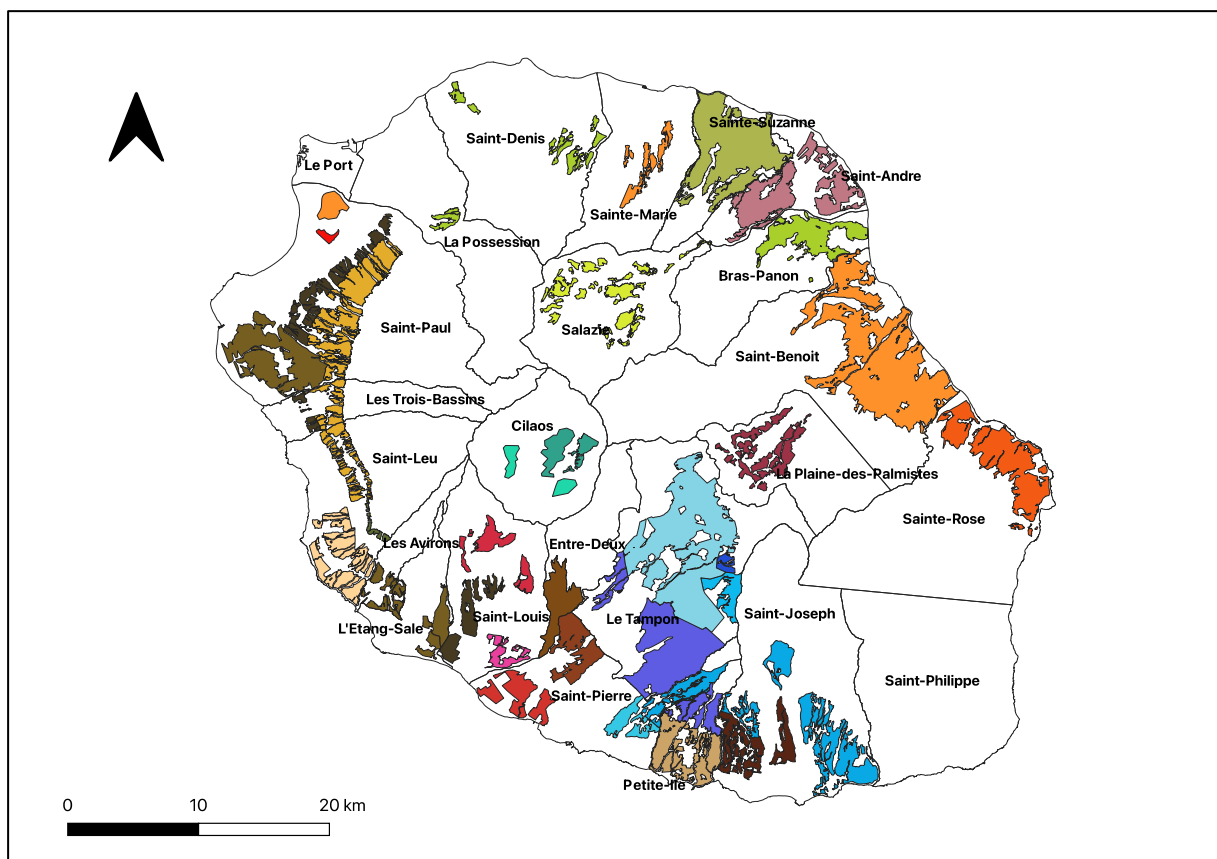 Sainte-Suzanne
Saint-Denis
Le Port
Saint-Andre
Sainte-Marie
La Possession
Bras-Panon
Saint-Paul
Salazie
Saint-Benoit
Les Trois-Bassins
Cilaos
Saint-Leu
La Plaine-des-Palmistes
Sainte-Rose
Les Avirons
Entre-Deux
Saint-Louis
Le Tampon
Saint-Joseph
L'Etang-Sale
Saint-Philippe
Saint-Pierre
Petite-Ile
0 10 20 km